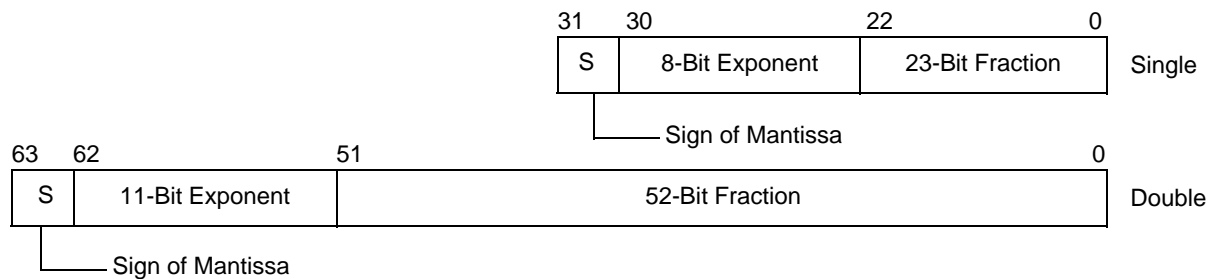 31 30 22 0
S 8-Bit Exponent 23-Bit Fraction Single
Sign of Mantissa
63 62 51 0
S 11-Bit Exponent 52-Bit Fraction Double
Sign of Mantissa